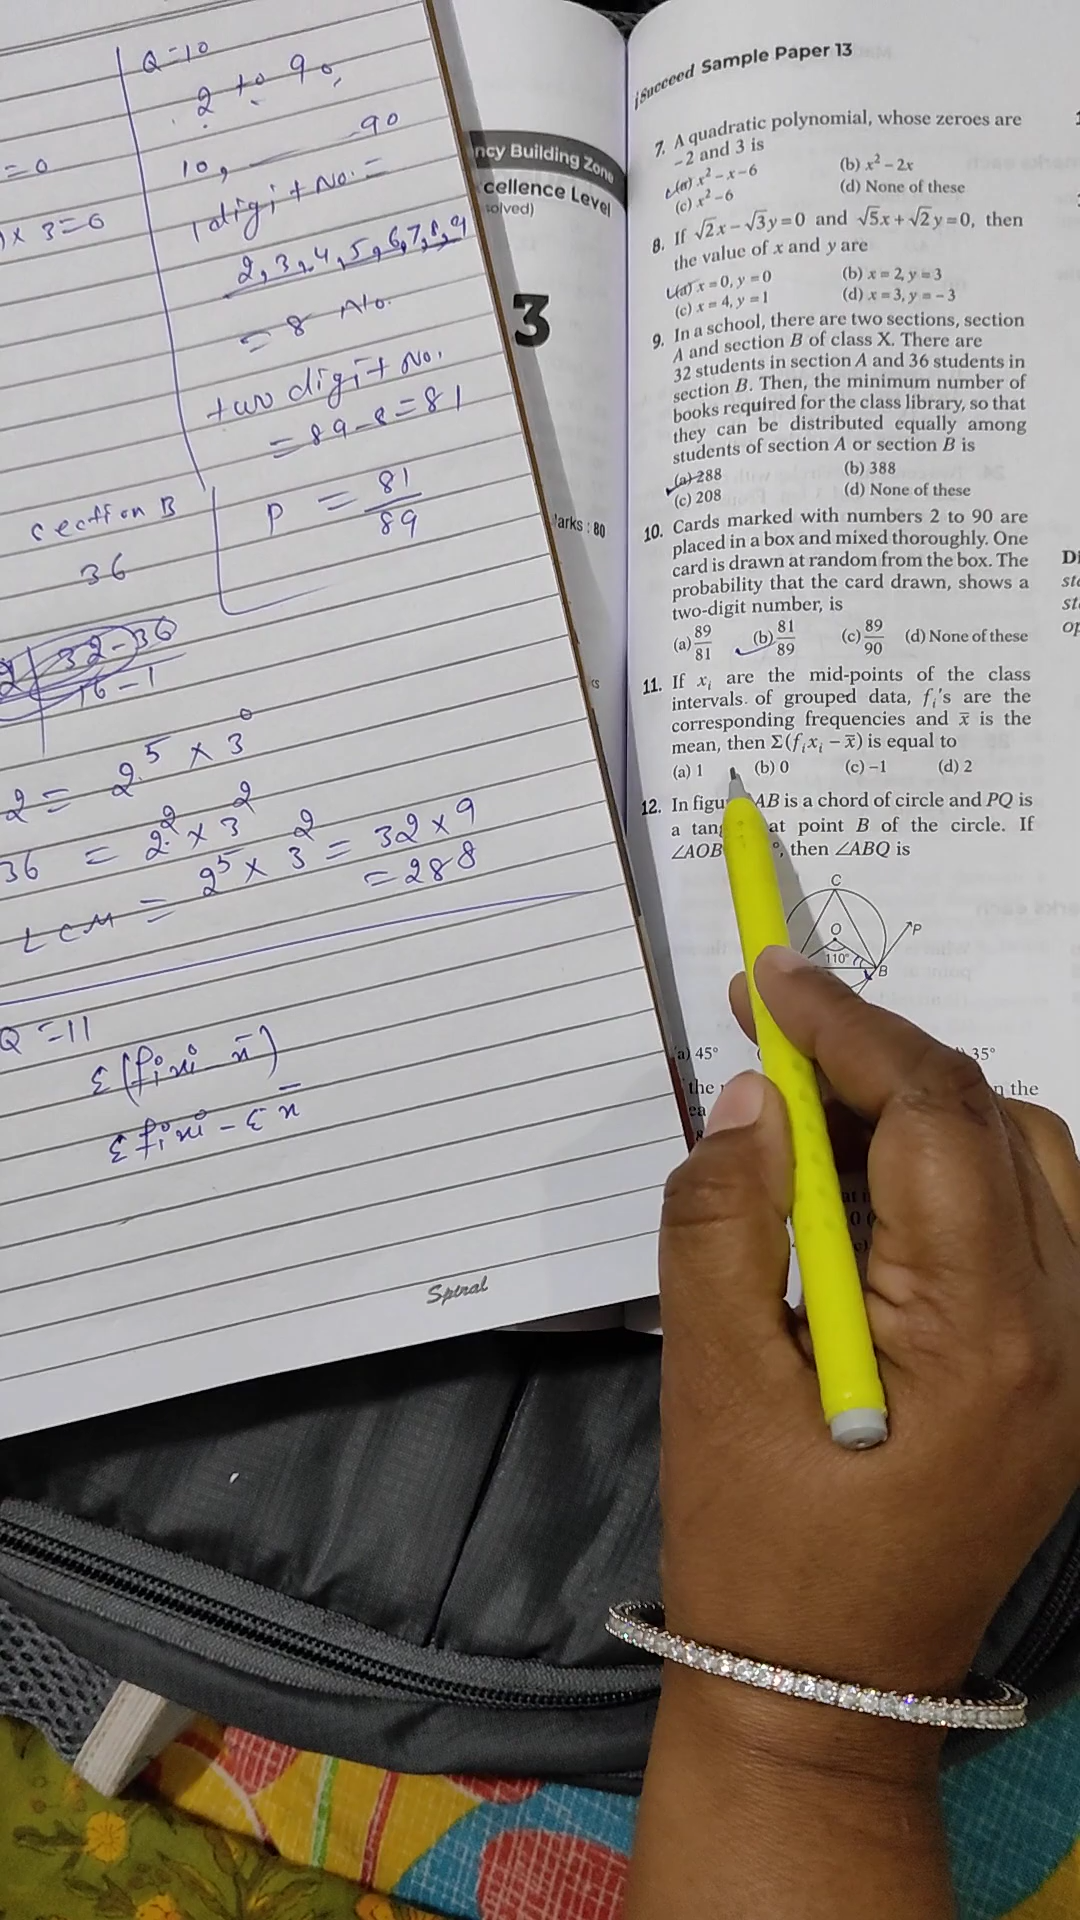 Q=10
2 to 90,
10, — 90
1 digit No. =
2,3,4,5,6,7,8,9
= 8 No.
two digit No.
= 89-8=81
P = 81/89
=0
x 3=0
section B
36
2 | 32-36
16-1
2 = 2^5 x 3^0
36 = 2^2 x 3^2
LCM = 2^5 x 3^2 = 32x9
= 288
Q=11
Σ(fixi - x̄)
Σfixi - Σx̄
Spiral
ncy Building Zone
cellence Level
solved)
3
arks : 80
iSucceed Sample Paper 13
7. A quadratic polynomial, whose zeroes are
-2 and 3 is
(a) x²-x-6 (b) x²-2x
(c) x²-6 (d) None of these
8. If √2x-√3y=0 and √5x+√2y=0, then
the value of x and y are
(a) x=0, y=0 (b) x=2, y=3
(c) x=4, y=1 (d) x=3, y=-3
9. In a school, there are two sections, section
A and section B of class X. There are
32 students in section A and 36 students in
section B. Then, the minimum number of
books required for the class library, so that
they can be distributed equally among
students of section A or section B is
(a) 288 (b) 388
(c) 208 (d) None of these
10. Cards marked with numbers 2 to 90 are
placed in a box and mixed thoroughly. One
card is drawn at random from the box. The
probability that the card drawn, shows a
two-digit number, is
(a) 89/81 (b) 81/89 (c) 89/90 (d) None of these
11. If xᵢ are the mid-points of the class
intervals of grouped data, fᵢ's are the
corresponding frequencies and x̄ is the
mean, then Σ(fᵢxᵢ-x̄) is equal to
(a) 1 (b) 0 (c) -1 (d) 2
12. In figu AB is a chord of circle and PQ is
a tan at point B of the circle. If
∠AOB °, then ∠ABQ is
C
O
P
110°
B
(a) 45° 35°
the n the